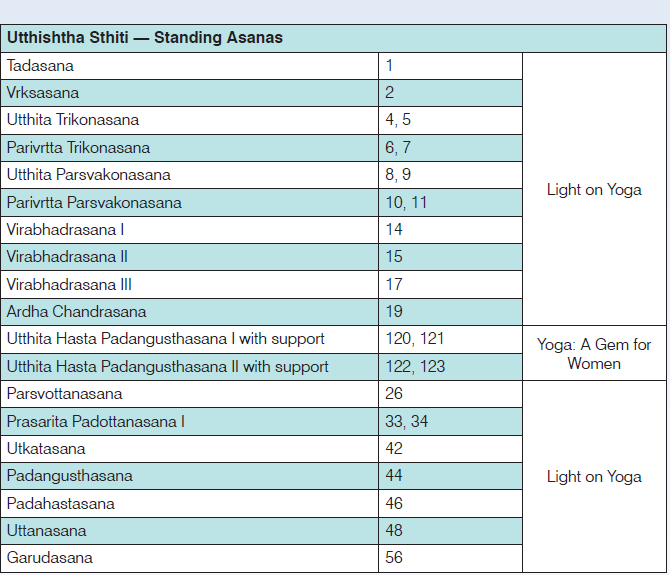 Utthishtha Sthiti — Standing Asanas
Tadasana 1
Vrksasana 2
Utthita Trikonasana 4, 5
Parivrtta Trikonasana 6, 7
Utthita Parsvakonasana 8, 9
Parivrtta Parsvakonasana 10, 11
Light on Yoga
Virabhadrasana I 14
Virabhadrasana II 15
Virabhadrasana III 17
Ardha Chandrasana 19
Utthita Hasta Padangusthasana I with support 120, 121
Utthita Hasta Padangusthasana II with support 122, 123
Yoga: A Gem for
Women
Parsvottanasana 26
Prasarita Padottanasana I 33, 34
Utkatasana 42
Padangusthasana 44
Light on Yoga
Padahastasana 46
Uttanasana 48
Garudasana 56